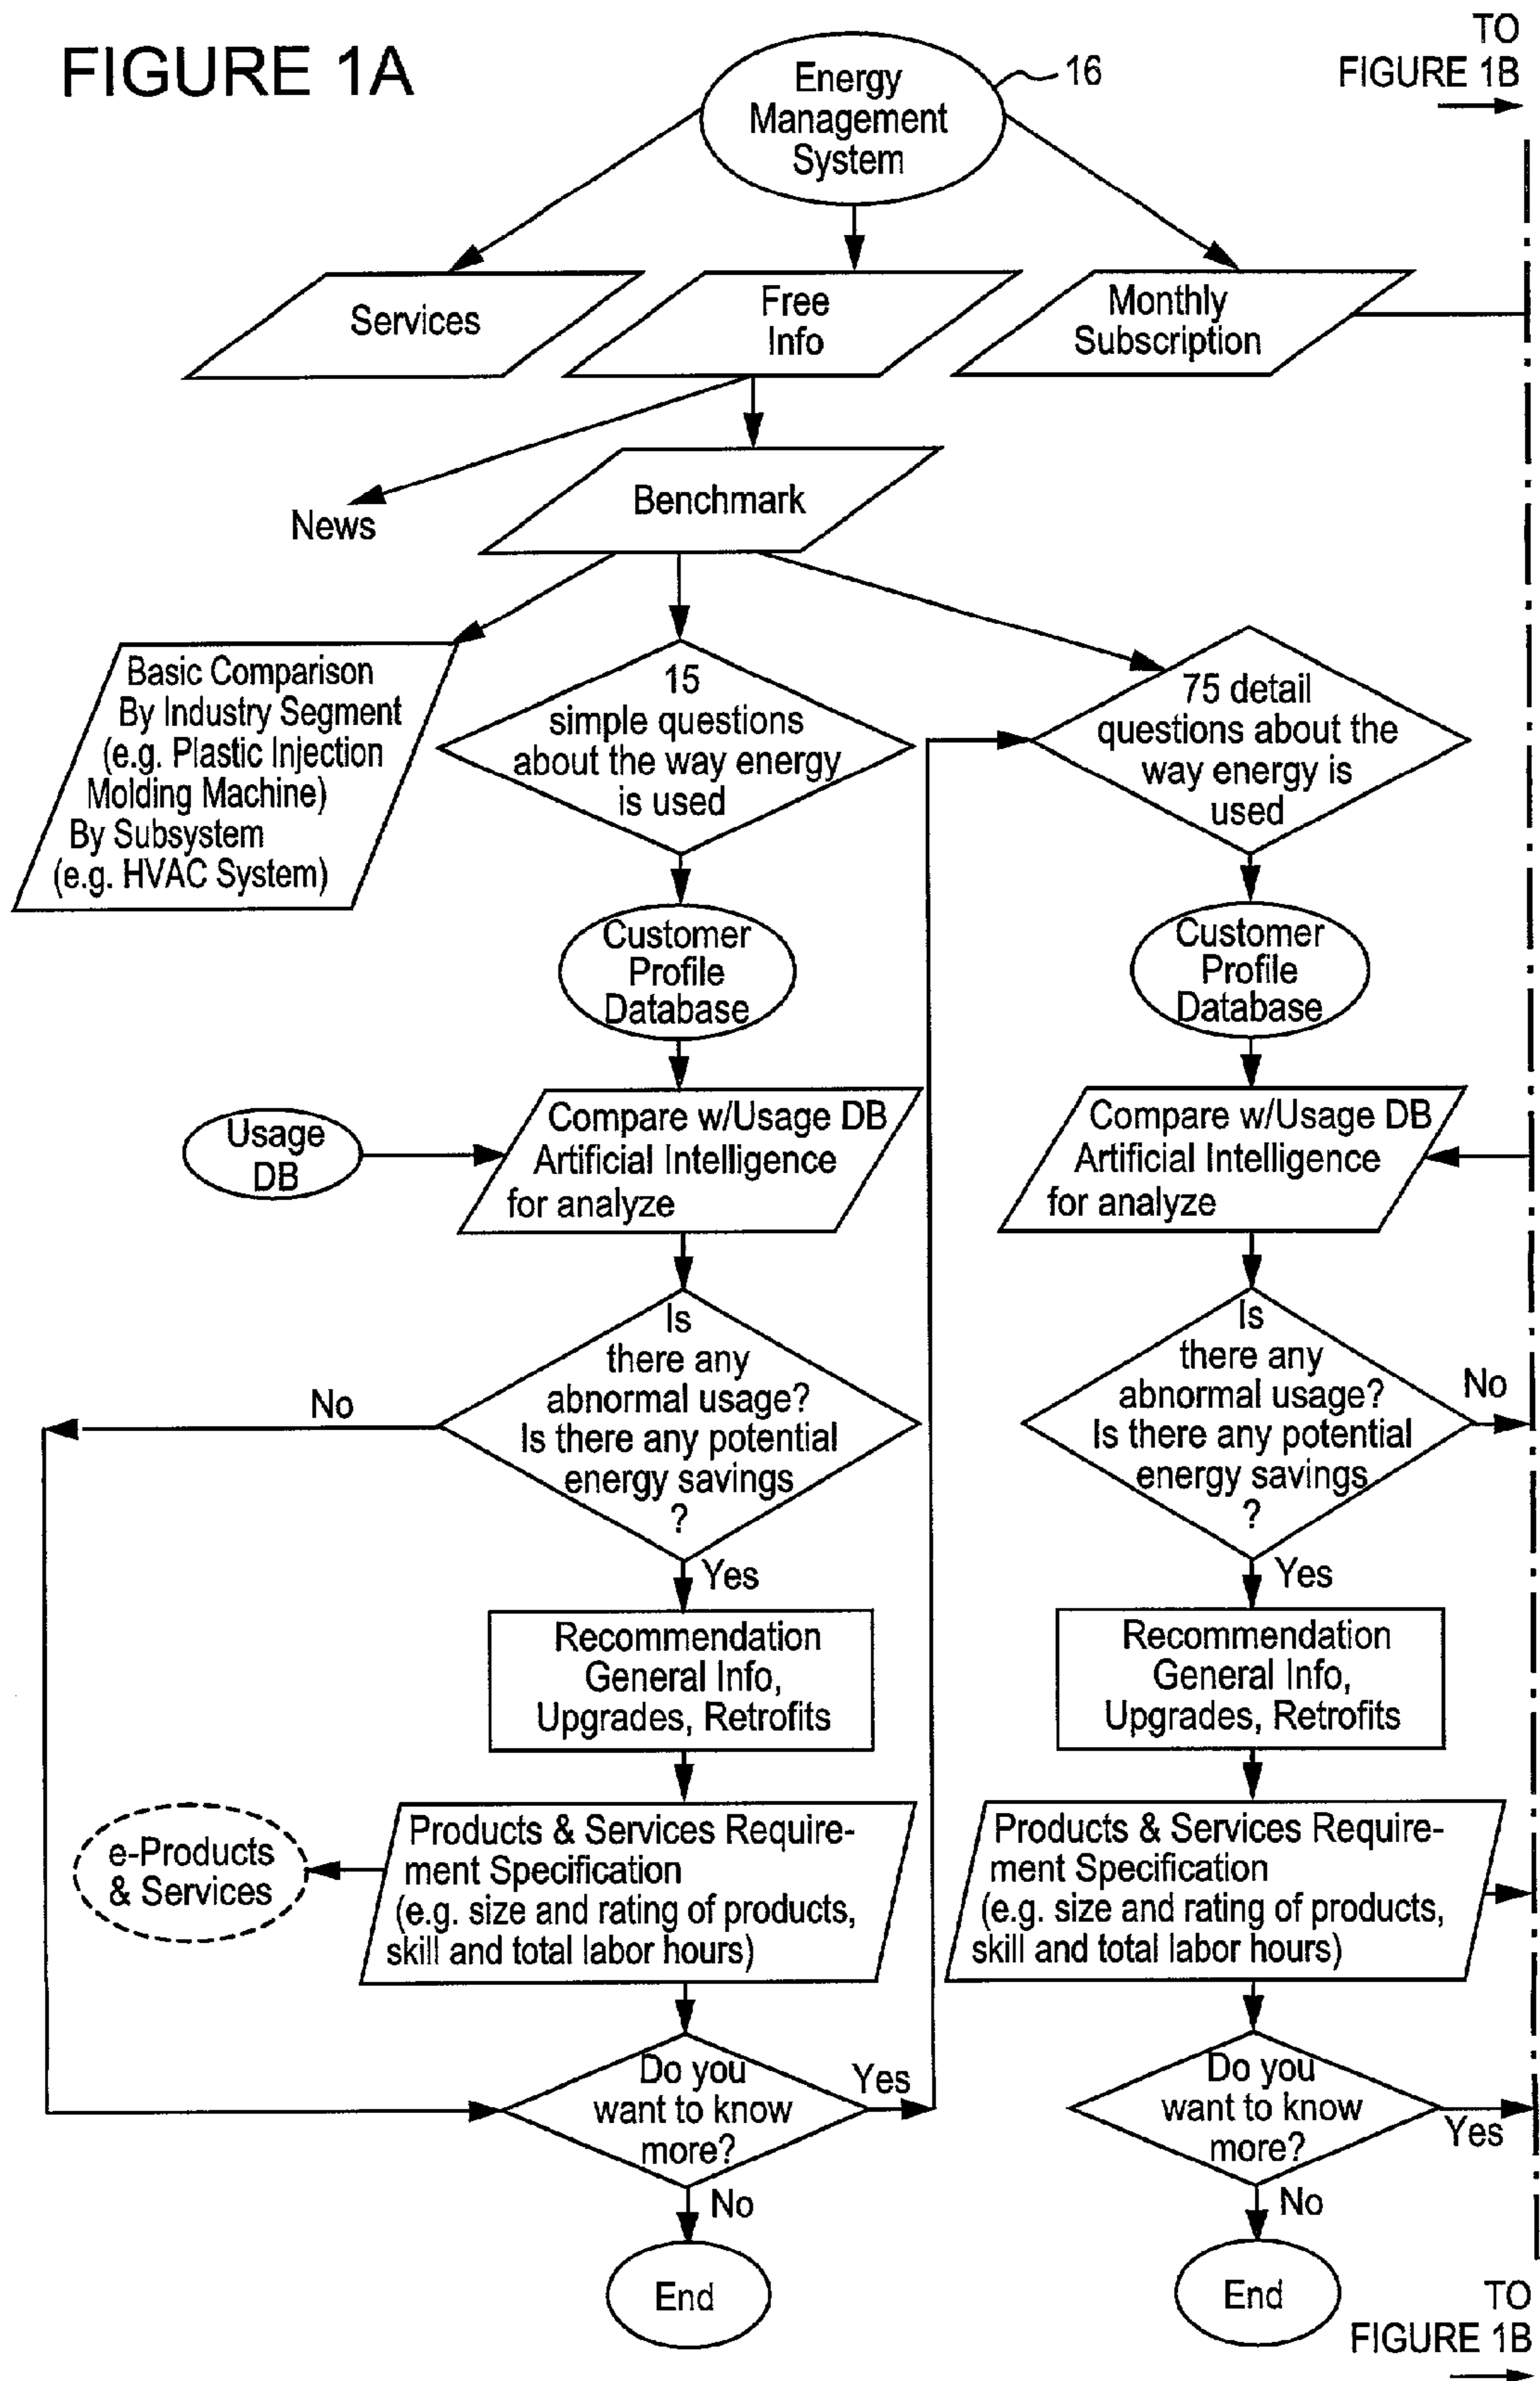 FIGURE 1A
TO
FIGURE 1B
Energy
Management
System
16
Services
Free
Info
Monthly
Subscription
News
Benchmark
Basic Comparison
By Industry Segment
(e.g. Plastic Injection
Molding Machine)
By Subsystem
(e.g. HVAC System)
15
simple questions
about the way energy
is used
75 detail
questions about the
way energy is
used
Customer
Profile
Database
Customer
Profile
Database
Usage
DB
Compare w/Usage DB
Artificial Intelligence
for analyze
Compare w/Usage DB
Artificial Intelligence
for analyze
No
Is
there any
abnormal usage?
Is there any potential
energy savings
?
Is
there any
abnormal usage?
Is there any potential
energy savings
?
No
Yes
Yes
Recommendation
General Info,
Upgrades, Retrofits
Recommendation
General Info,
Upgrades, Retrofits
e-Products
& Services
Products & Services Require-
ment Specification
(e.g. size and rating of products,
skill and total labor hours)
Products & Services Require-
ment Specification
(e.g. size and rating of products,
skill and total labor hours)
Do you
want to know
more?
Yes
Do you
want to know
more?
Yes
No
No
End
End
TO
FIGURE 1B